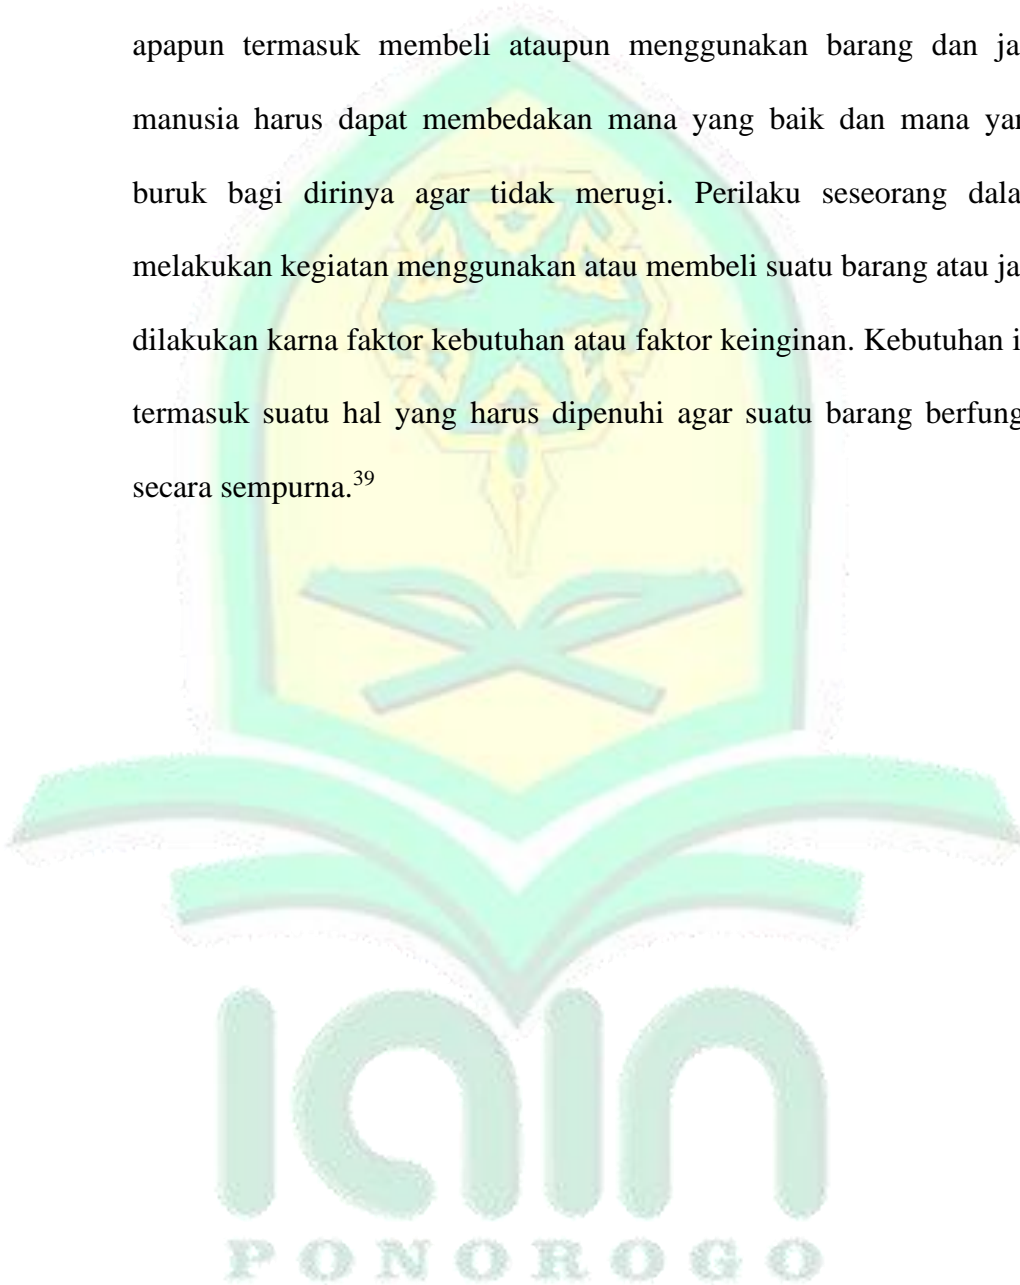 apapun termasuk membeli ataupun menggunakan barang dan ja
manusia harus dapat membedakan mana yang baik dan mana yan
buruk bagi dirinya agar tidak merugi. Perilaku seseorang dala
melakukan kegiatan menggunakan atau membeli suatu barang atau ja
dilakukan karna faktor kebutuhan atau faktor keinginan. Kebutuhan i
termasuk suatu hal yang harus dipenuhi agar suatu barang berfung
secara sempurna.³⁹
iain
PONOROGO